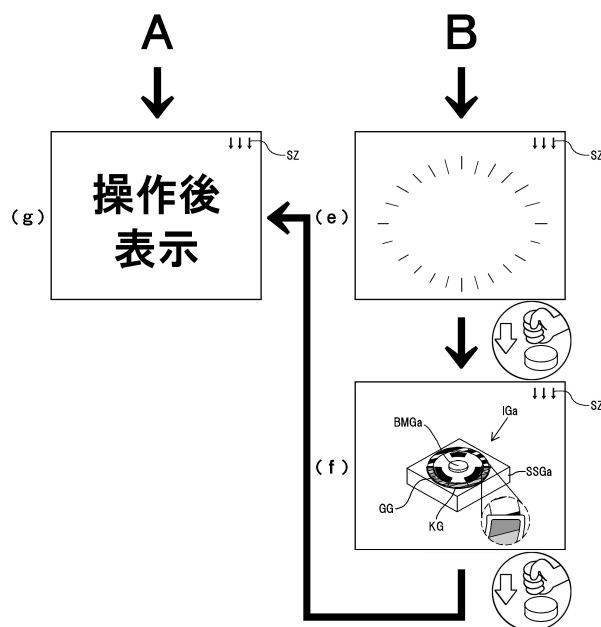 A
B
SZ
(g)
操作後
表示
(e)
SZ
(f)
SZ
IGa
BMGa
SSGa
GG
KG